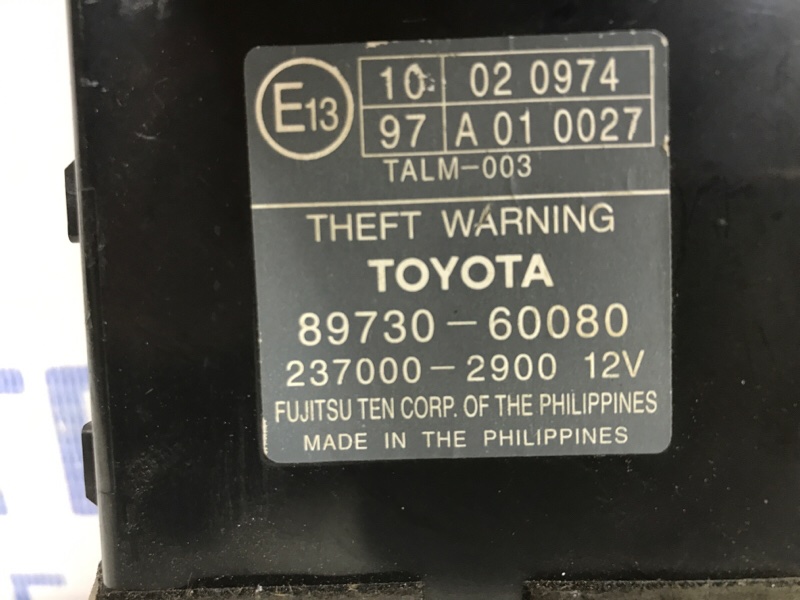 E13
10 02 0974
97 A 01 0027
TALM-003
THEFT WARNING
TOYOTA
89730-60080
237000-2900 12V
FUJITSU TEN CORP. OF THE PHILIPPINES
MADE IN THE PHILIPPINES